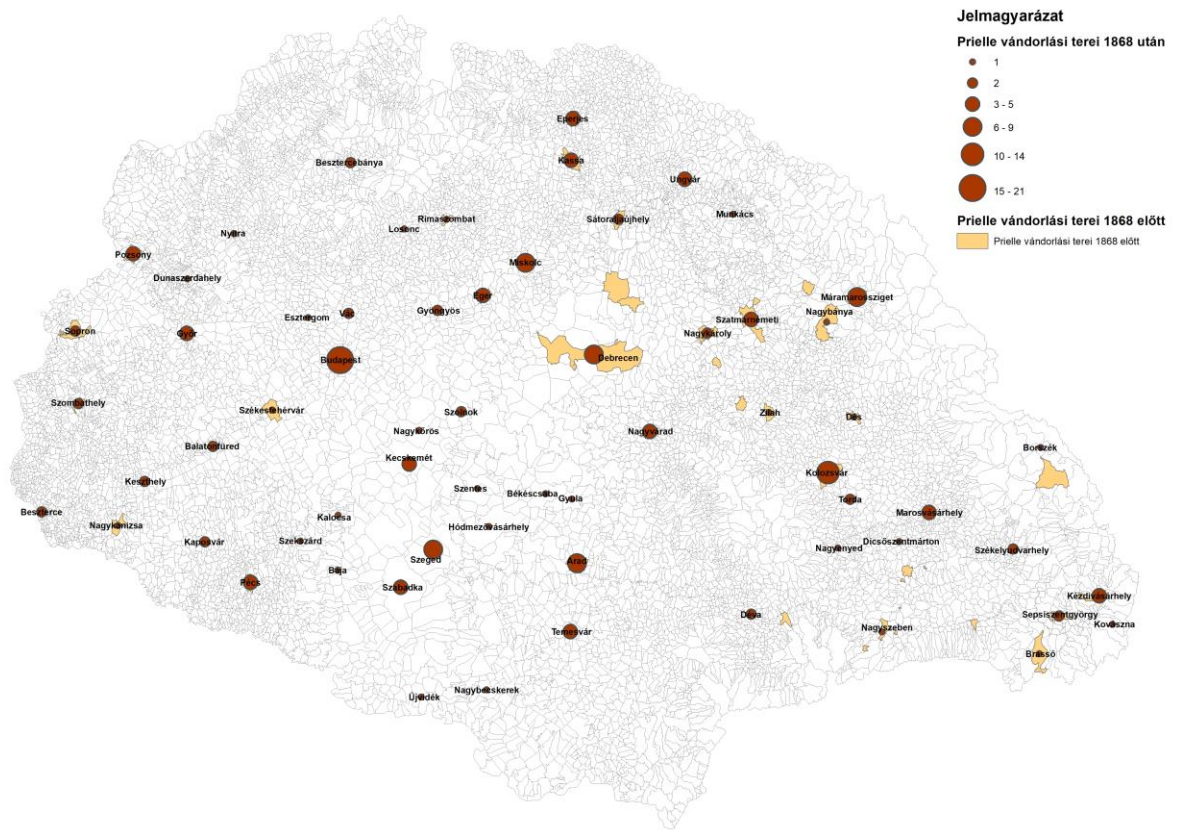 Jelmagyarázat
Prielle vándorlási terei 1868 után
1
2
3 - 5
6 - 9
10 - 14
15 - 21
Prielle vándorlási terei 1868 előtt
Prielle vándorlási terei 1868 előtt
Eperjes
Besztercebánya
Kassa
Ungvár
Rimaszombat
Sátoraljaújhely
Munkács
Losonc
Nyitra
Pozsony
Miskolc
Dunaszerdahely
Eger
Máramarossziget
Esztergom
Vác
Gyöngyös
Nagybánya
Szatmárnémeti
Sopron
Győr
Nagykároly
Budapest
Debrecen
Szombathely
Székesfehérvár
Szolnok
Zilah
Dés
Nagykőrös
Nagyvárad
Balatonfüred
Borszék
Kecskemét
Kolozsvár
Keszthely
Szentes
Békéscsaba
Gyula
Torda
Beszterce
Kalocsa
Marosvásárhely
Nagykanizsa
Hódmezővásárhely
Kaposvár
Szekszárd
Dicsőszentmárton
Nagyenyed
Székelyudvarhely
Szeged
Arad
Baja
Pécs
Szabadka
Kézdivásárhely
Déva
Sepsiszentgyörgy
Kovászna
Temesvár
Nagyszeben
Brassó
Újvidék
Nagybecskerek